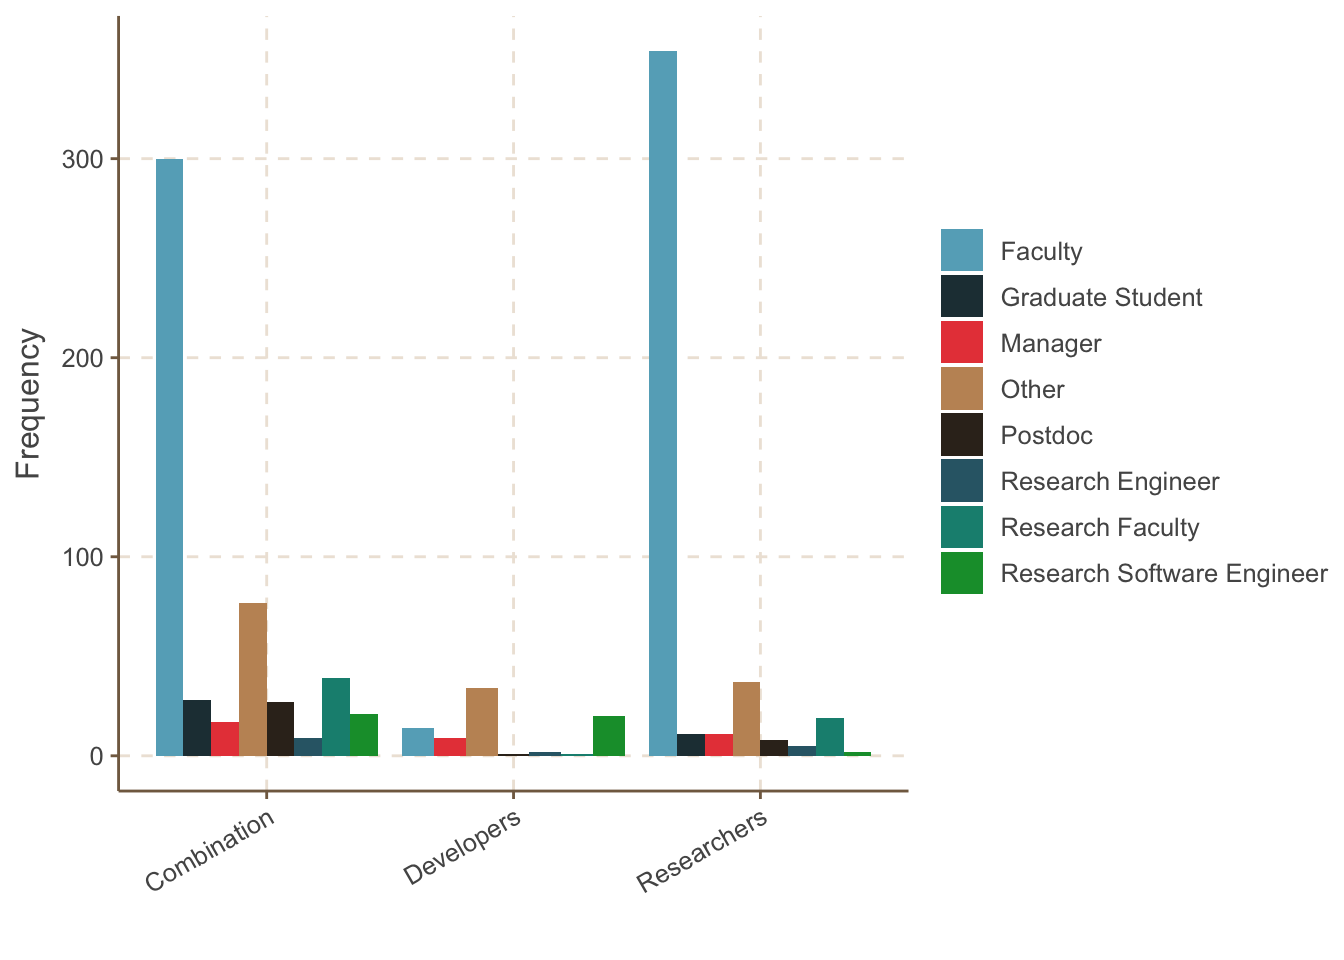 Frequency
300
200
100
0
Combination
Developers
Researchers
Faculty
Graduate Student
Manager
Other
Postdoc
Research Engineer
Research Faculty
Research Software Engineer